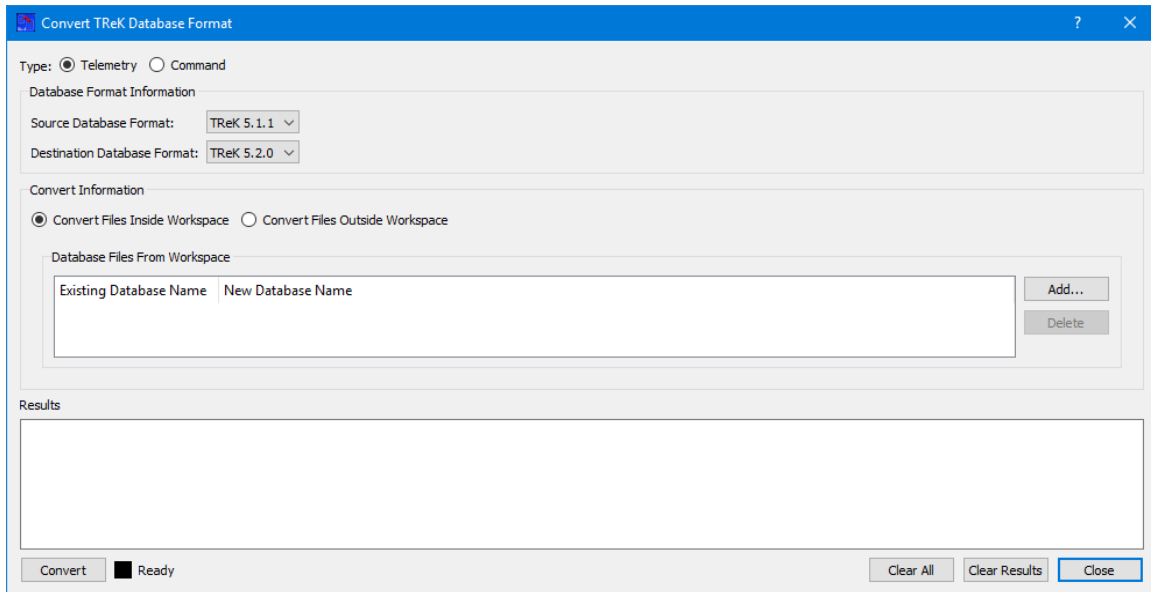 Convert TReK Database Format ?
Type: Telemetry Command
Database Format Information
Source Database Format: TReK 5.1.1
Destination Database Format: TReK 5.2.0
Convert Information
Convert Files Inside Workspace Convert Files Outside Workspace
Database Files From Workspace
Existing Database Name New Database Name Add...
Delete
Results
Convert Ready Clear All Clear Results Close